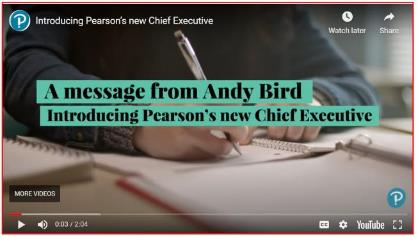 Introducing Pearson's new Chief Executive
Watch later
Share
A message from Andy Bird
Introducing Pearson's new Chief Executive
MORE VIDEOS
0:03 / 2:04
CC
YouTube